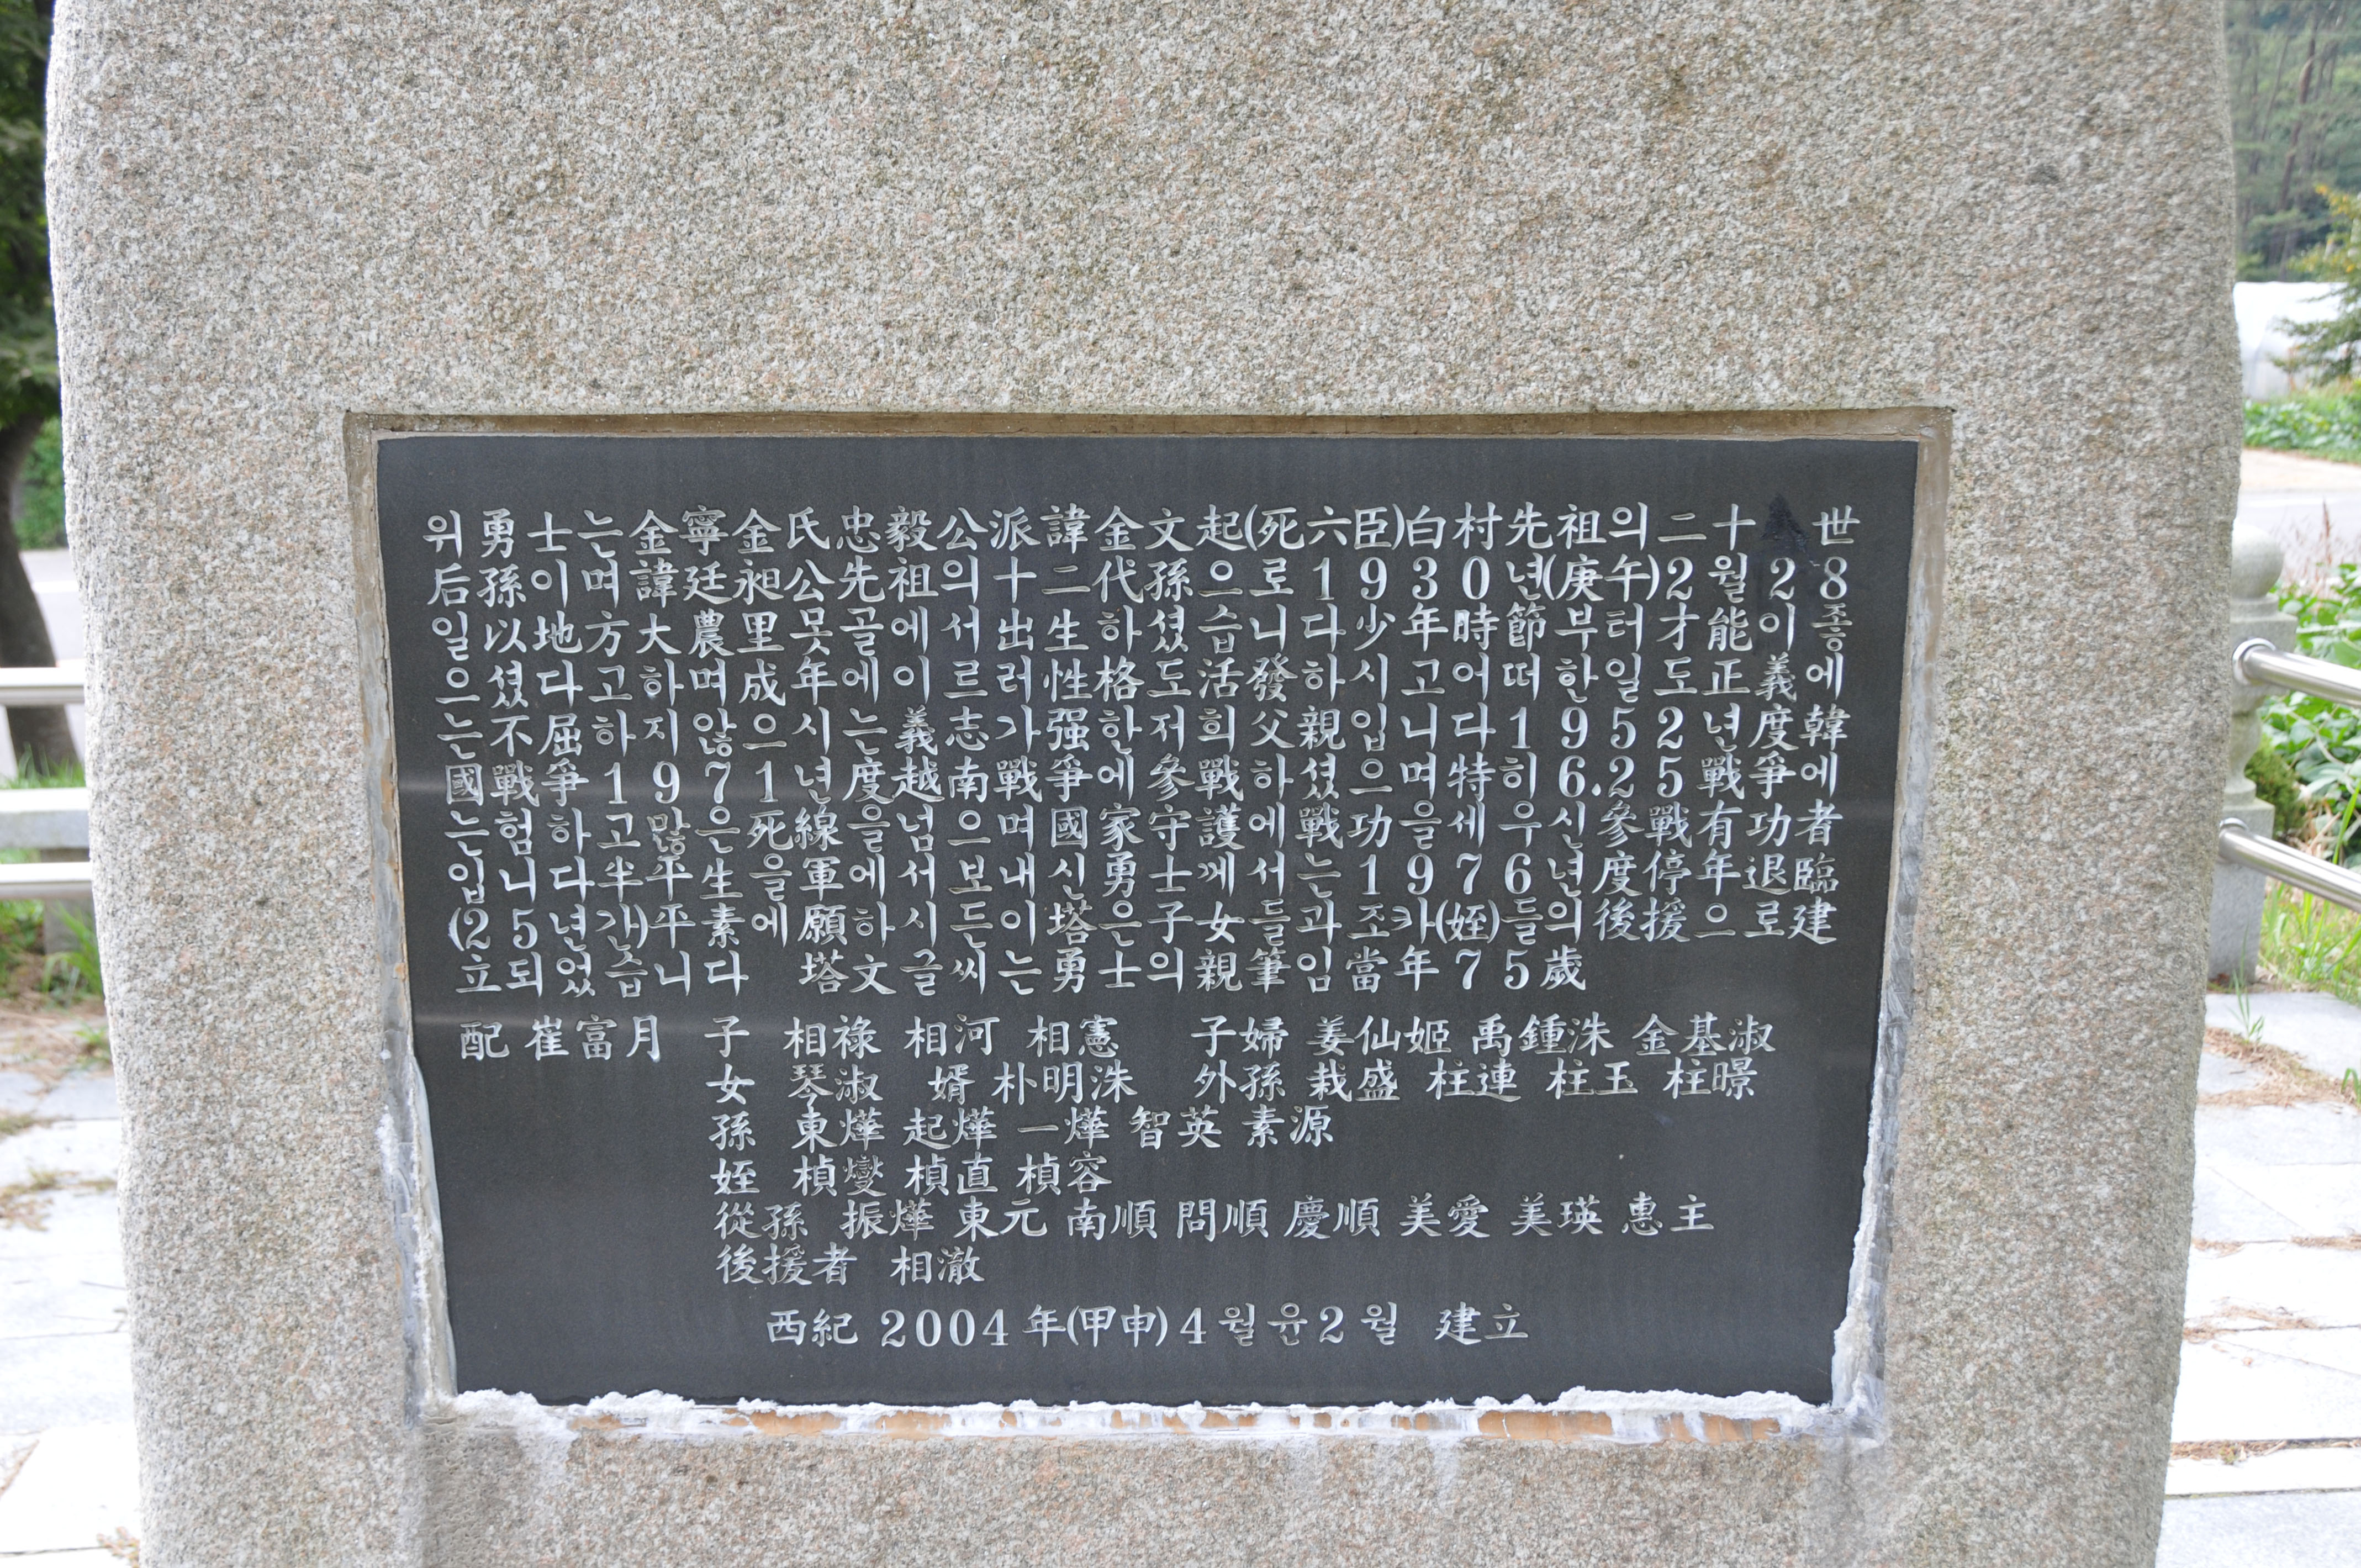 위勇士는金寧金氏忠毅公派諱金文起(死六臣)白村先祖의二十 世
后孫이며諱廷昶公先祖의十二代孫으로1930년(庚午)2월28
일以地方大農里못골에서出生하셨습니다少年時節부터才能이좋
으셨다고하며成年에이르러性格도活發하시고어떠한일도正義에
는不屈하지않으시는義志가强한저희父親입니다1952년度韓
國戰爭1971년度越南戰爭에參戰하셨으며特히6.25戰爭에
는험하고많은死線을넘으며國家守護에戰功을세우신參戰有功者
입니다半平生을軍에서보내신勇士께서는1976년度停年退臨
(25년간)平素에願하시든이塔은子女들과조카(姪)들의後援으로建
立되었습니다 塔文글씨는勇士의親筆임當年75歲
配 崔富月 子 相祿 相河 相憲 子婦 姜仙姬 禹鍾洙 金基淑
女 琴淑 婿 朴明洙 外孫 栽盛 柱連 柱玉 柱暻
孫 東燁 起燁 一燁 智英 素源
姪 楨燮 楨直 楨容
從孫 振燁 東元 南順 問順 慶順 美愛 美瑛 惠主
後援者 相澈
西紀 2004年(甲申)4월윤2월 建立